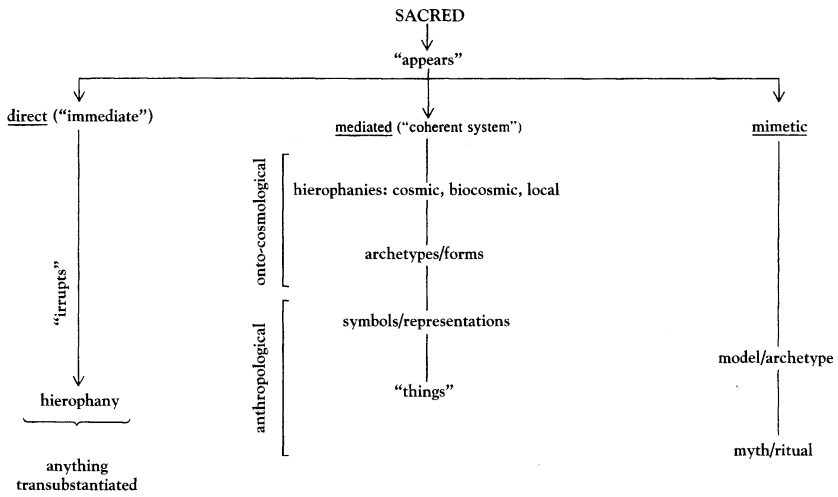 SACRED
“appears”
direct (“immediate”)
mediated (“coherent system”)
mimetic
onto-cosmological
hierophanies: cosmic, biocosmic, local
archetypes/forms
“irrupts”
anthropological
symbols/representations
model/archetype
“things”
hierophany
myth/ritual
anything
transubstantiated